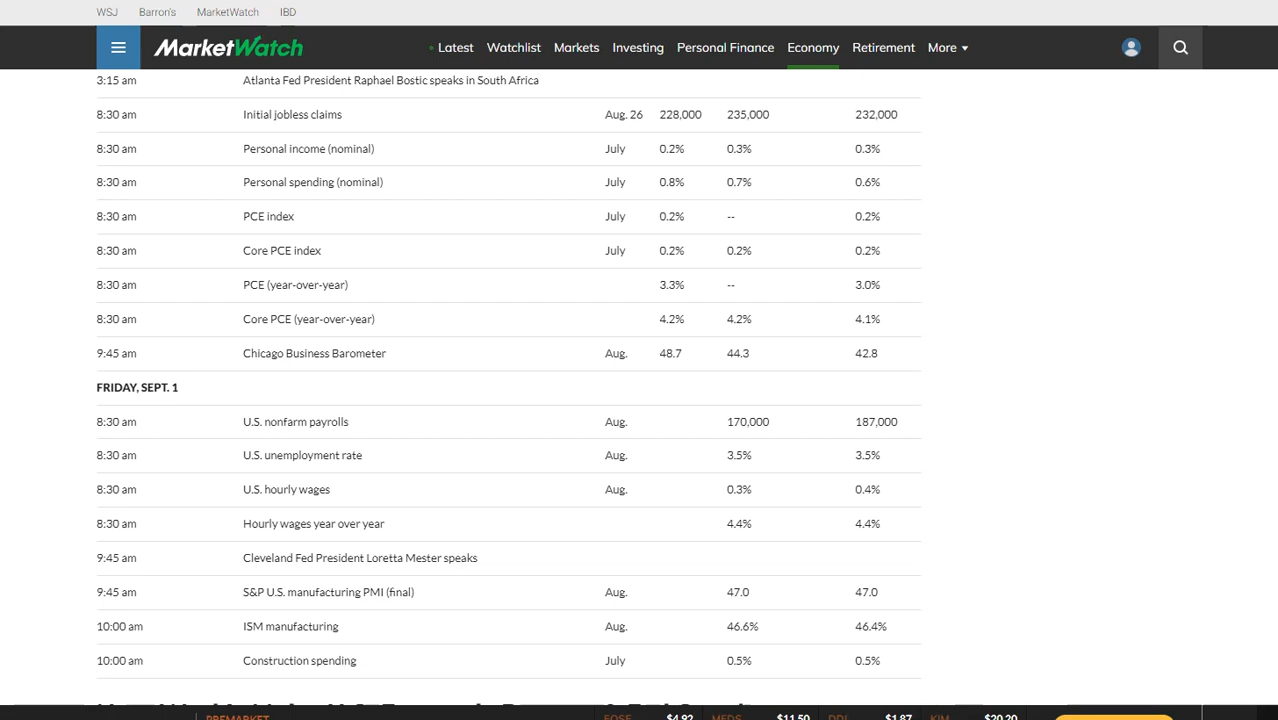 WSJ Barron's MarketWatch IBD
MarketWatch Latest Watchlist Markets Investing Personal Finance Economy Retirement More
3:15 am Atlanta Fed President Raphael Bostic speaks in South Africa
8:30 am Initial jobless claims Aug. 26 228,000 235,000 232,000
8:30 am Personal income (nominal) July 0.2% 0.3% 0.3%
8:30 am Personal spending (nominal) July 0.8% 0.7% 0.6%
8:30 am PCE index July 0.2% -- 0.2%
8:30 am Core PCE index July 0.2% 0.2% 0.2%
8:30 am PCE (year-over-year) 3.3% -- 3.0%
8:30 am Core PCE (year-over-year) 4.2% 4.2% 4.1%
9:45 am Chicago Business Barometer Aug. 48.7 44.3 42.8
FRIDAY, SEPT. 1
8:30 am U.S. nonfarm payrolls Aug. 170,000 187,000
8:30 am U.S. unemployment rate Aug. 3.5% 3.5%
8:30 am U.S. hourly wages Aug. 0.3% 0.4%
8:30 am Hourly wages year over year 4.4% 4.4%
9:45 am Cleveland Fed President Loretta Mester speaks
9:45 am S&P U.S. manufacturing PMI (final) Aug. 47.0 47.0
10:00 am ISM manufacturing Aug. 46.6% 46.4%
10:00 am Construction spending July 0.5% 0.5%
PREMARKET $4.92 $11.50 $1.87 KIM $20.20